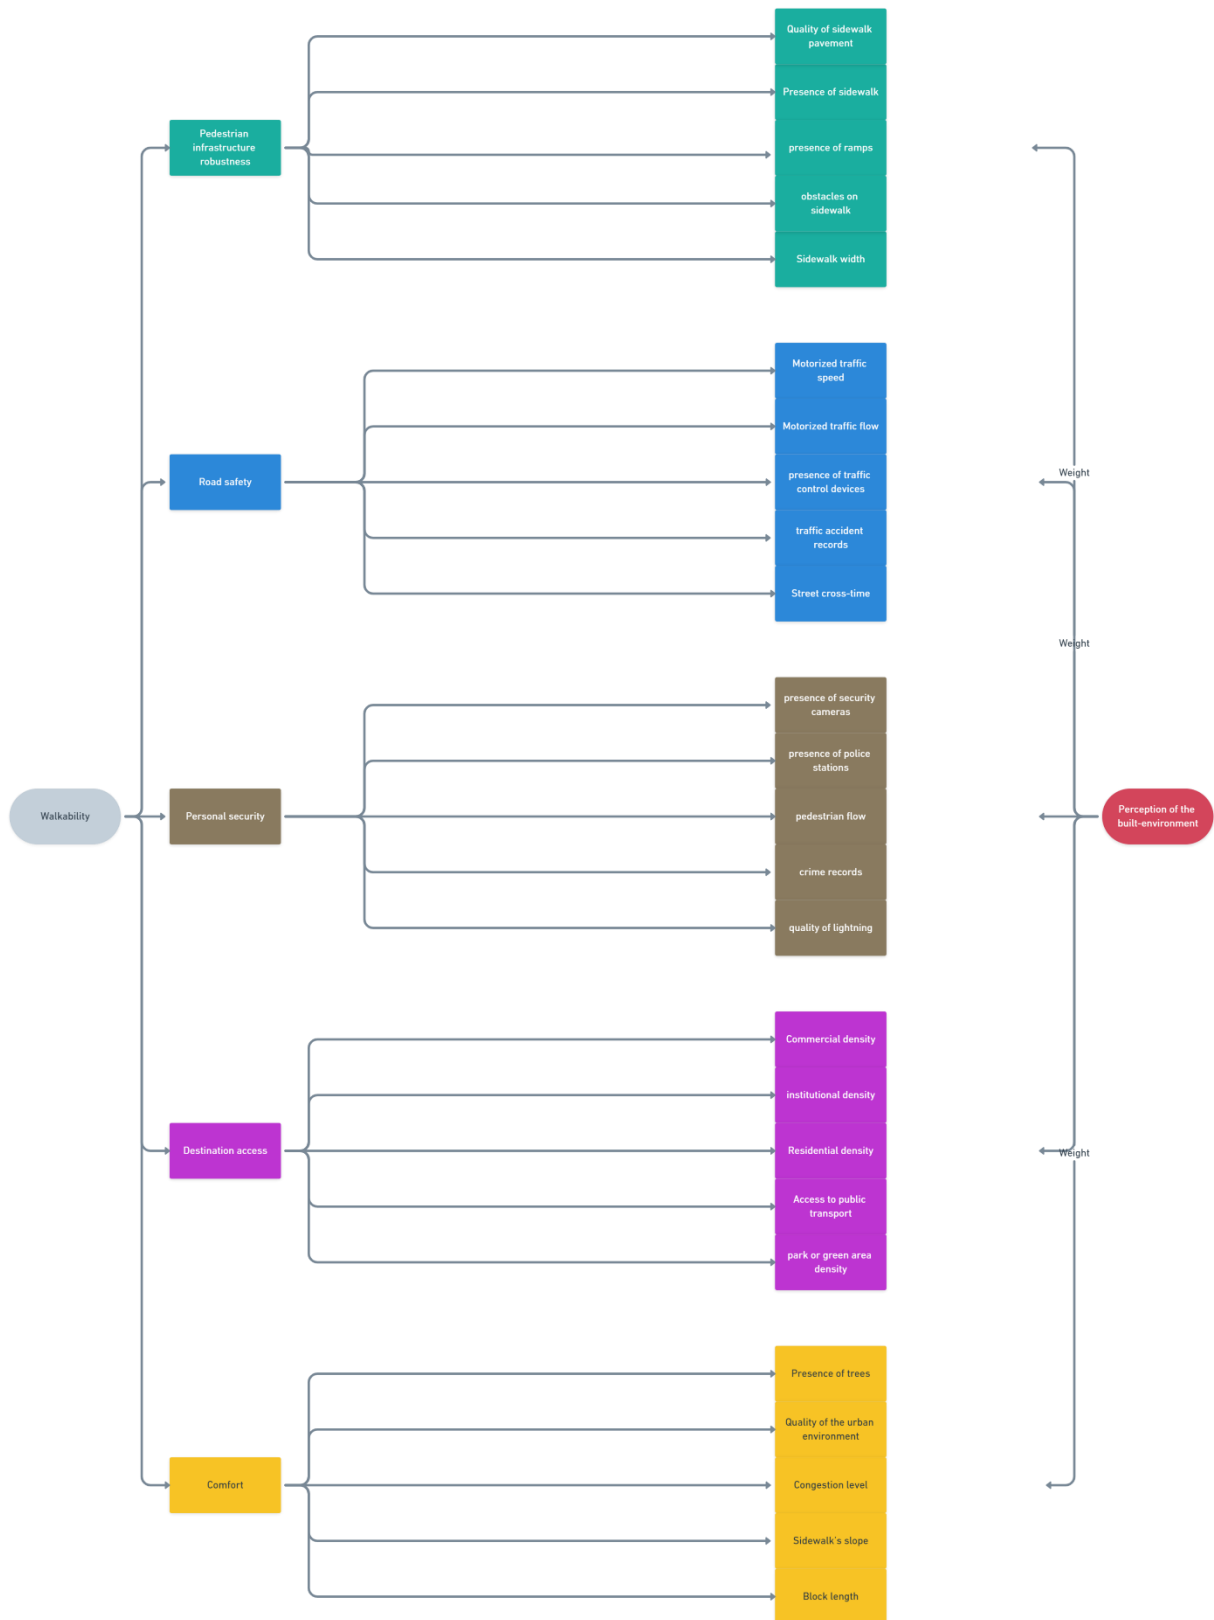 Quality of sidewalk
pavement
Presence of sidewalk
Pedestrian
infrastructure
robustness
presence of ramps
obstacles on
sidewalk
Sidewalk width
Motorized traffic
speed
Motorized traffic flow
Weight
Road safety
presence of traffic
control devices
traffic accident
records
Street cross-time
Weight
presence of security
cameras
presence of police
stations
Walkability
Personal security
pedestrian flow
Perception of the
built-environment
crime records
quality of lightning
Commercial density
institutional density
Destination access
Residential density
Weight
Access to public
transport
park or green area
density
Presence of trees
Quality of the urban
environment
Comfort
Congestion level
Sidewalk's slope
Block length